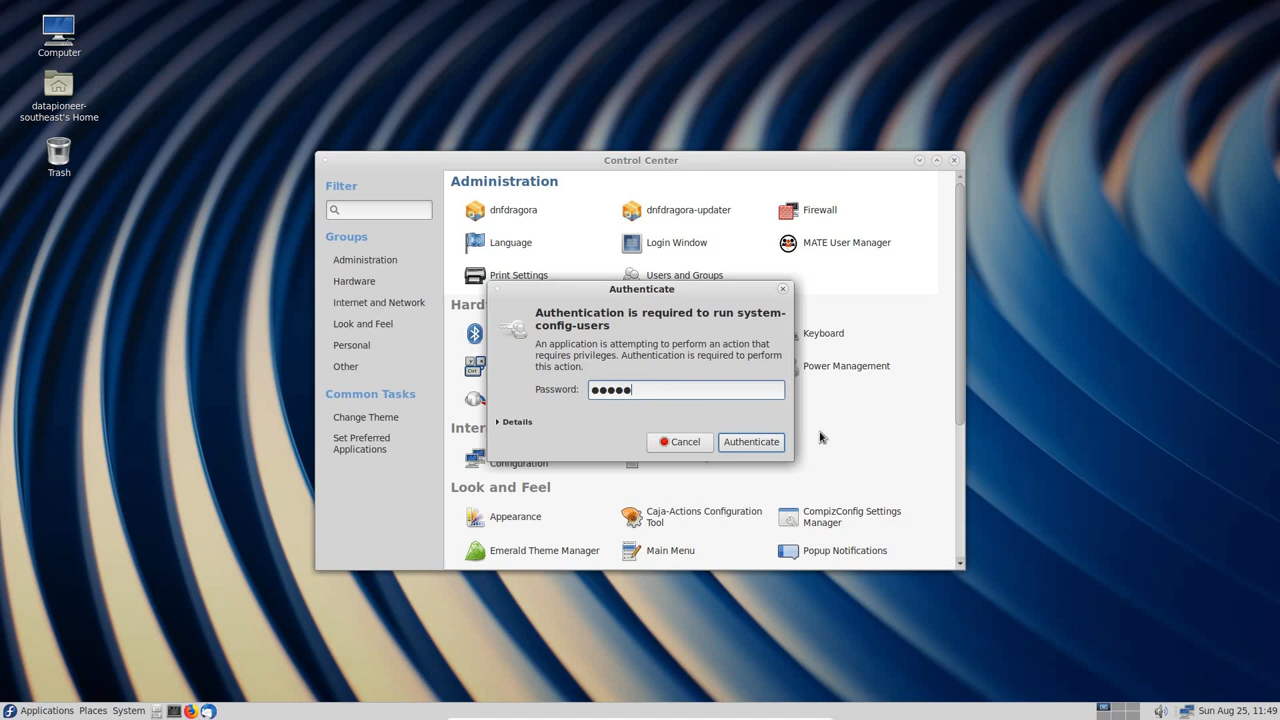 Computer
datapioneer-
southeast's Home
Trash
Control Center
Filter
Groups
Administration
Hardware
Internet and Network
Look and Feel
Personal
Other
Common Tasks
Change Theme
Set Preferred
Applications
Administration
dnfdragora
dnfdragora-updater
Firewall
Language
Login Window
MATE User Manager
Print Settings
Users and Groups
Hard
Keyboard
Power Management
Inter
Configuration
Look and Feel
Appearance
Caja-Actions Configuration
Tool
CompizConfig Settings
Manager
Emerald Theme Manager
Main Menu
Popup Notifications
Authenticate
Authentication is required to run system-
config-users
An application is attempting to perform an action that
requires privileges. Authentication is required to perform
this action.
Password: ●●●●●
Details
Cancel
Authenticate
Applications Places System
Sun Aug 25, 11:49